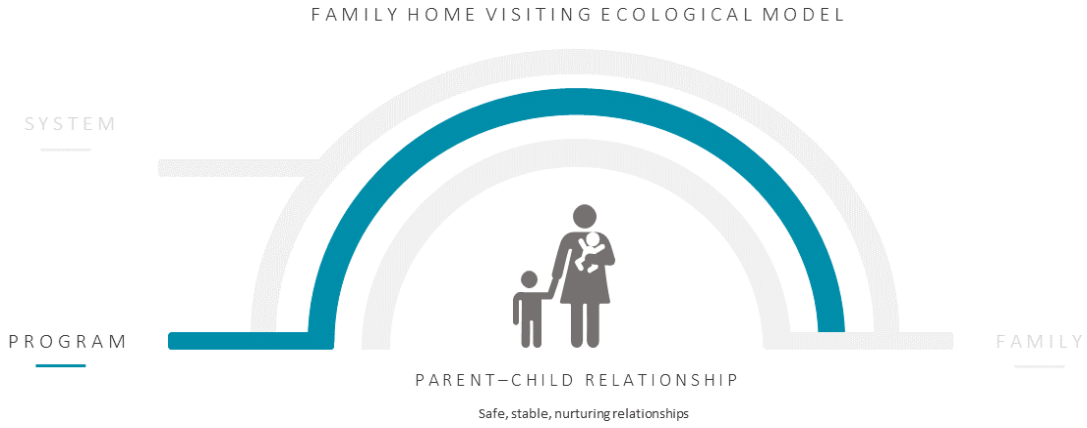 FAMILY HOME VISITING ECOLOGICAL MODEL
SYSTEM
PROGRAM
FAMILY
PARENT–CHILD RELATIONSHIP
Safe, stable, nurturing relationships